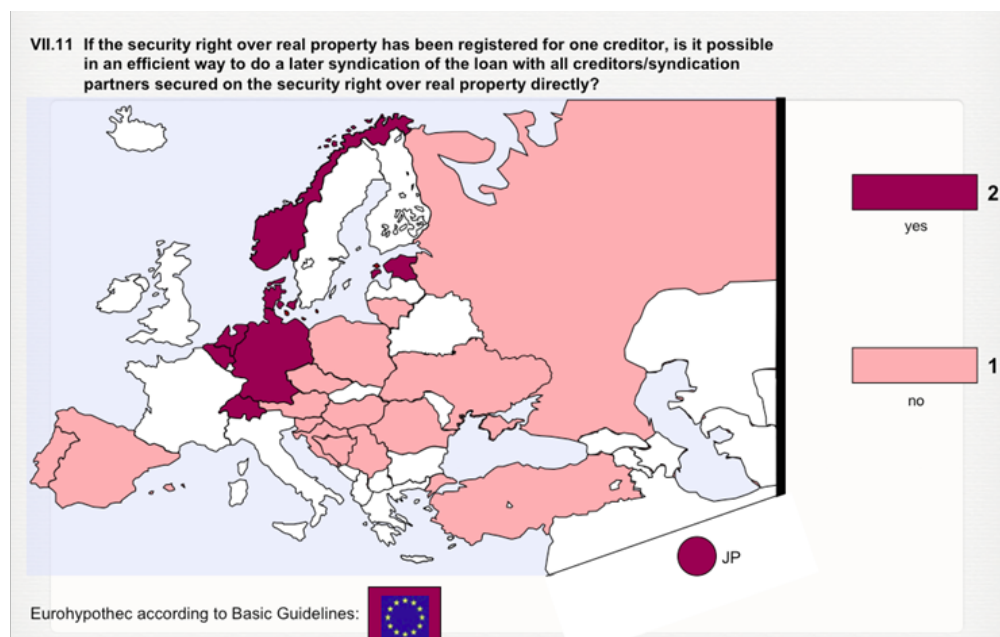 VII.11 If the security right over real property has been registered for one creditor, is it possible
in an efficient way to do a later syndication of the loan with all creditors/syndication
partners secured on the security right over real property directly?
2
yes
1
no
JP
Eurohypothec according to Basic Guidelines: